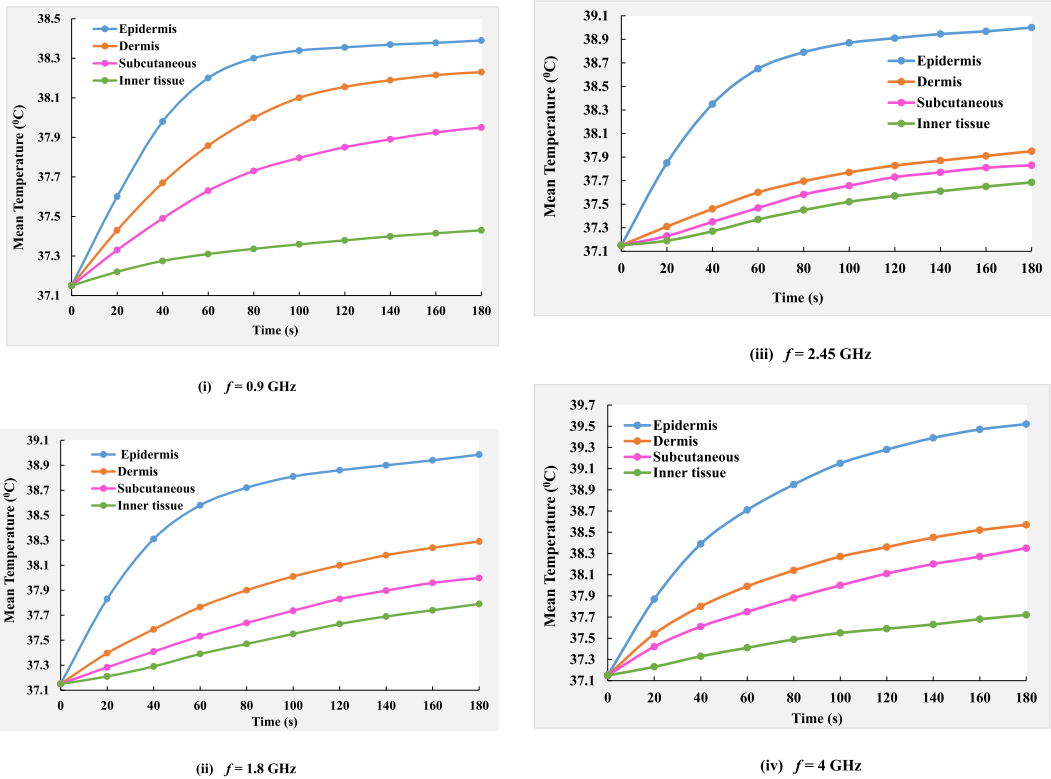 38.5
38.3
38.1
37.9
37.7
37.5
37.3
37.1
Mean Temperature (⁰C)
Epidermis
Dermis
Subcutaneous
Inner tissue
0 20 40 60 80 100 120 140 160 180
Time (s)
(i) f = 0.9 GHz
39.1
38.9
38.7
38.5
38.3
38.1
37.9
37.7
37.5
37.3
37.1
Mean Temperature (⁰C)
Epidermis
Dermis
Subcutaneous
Inner tissue
0 20 40 60 80 100 120 140 160 180
Time (s)
(iii) f = 2.45 GHz
39.1
38.9
38.7
38.5
38.3
38.1
37.9
37.7
37.5
37.3
37.1
Mean Temperature (⁰C)
Epidermis
Dermis
Subcutaneous
Inner tissue
0 20 40 60 80 100 120 140 160 180
Time (s)
(ii) f = 1.8 GHz
39.7
39.5
39.3
39.1
38.9
38.7
38.5
38.3
38.1
37.9
37.7
37.5
37.3
37.1
Mean Temperature (⁰C)
Epidermis
Dermis
Subcutaneous
Inner tissue
0 20 40 60 80 100 120 140 160 180
Time (s)
(iv) f = 4 GHz